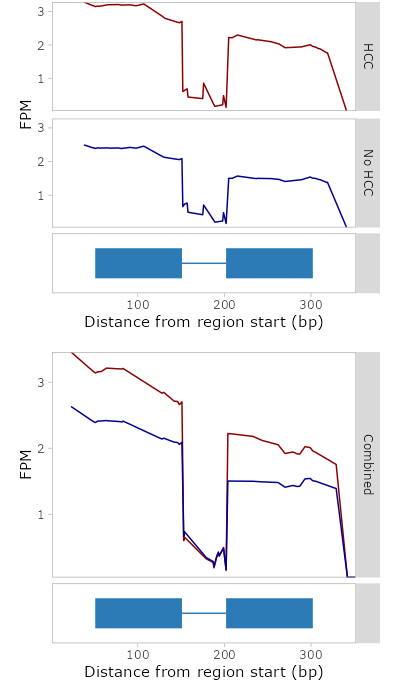 3
2
1
HCC
FPM
3
2
1
No HCC
100 200 300
Distance from region start (bp)
3
2
1
FPM
Combined
100 200 300
Distance from region start (bp)